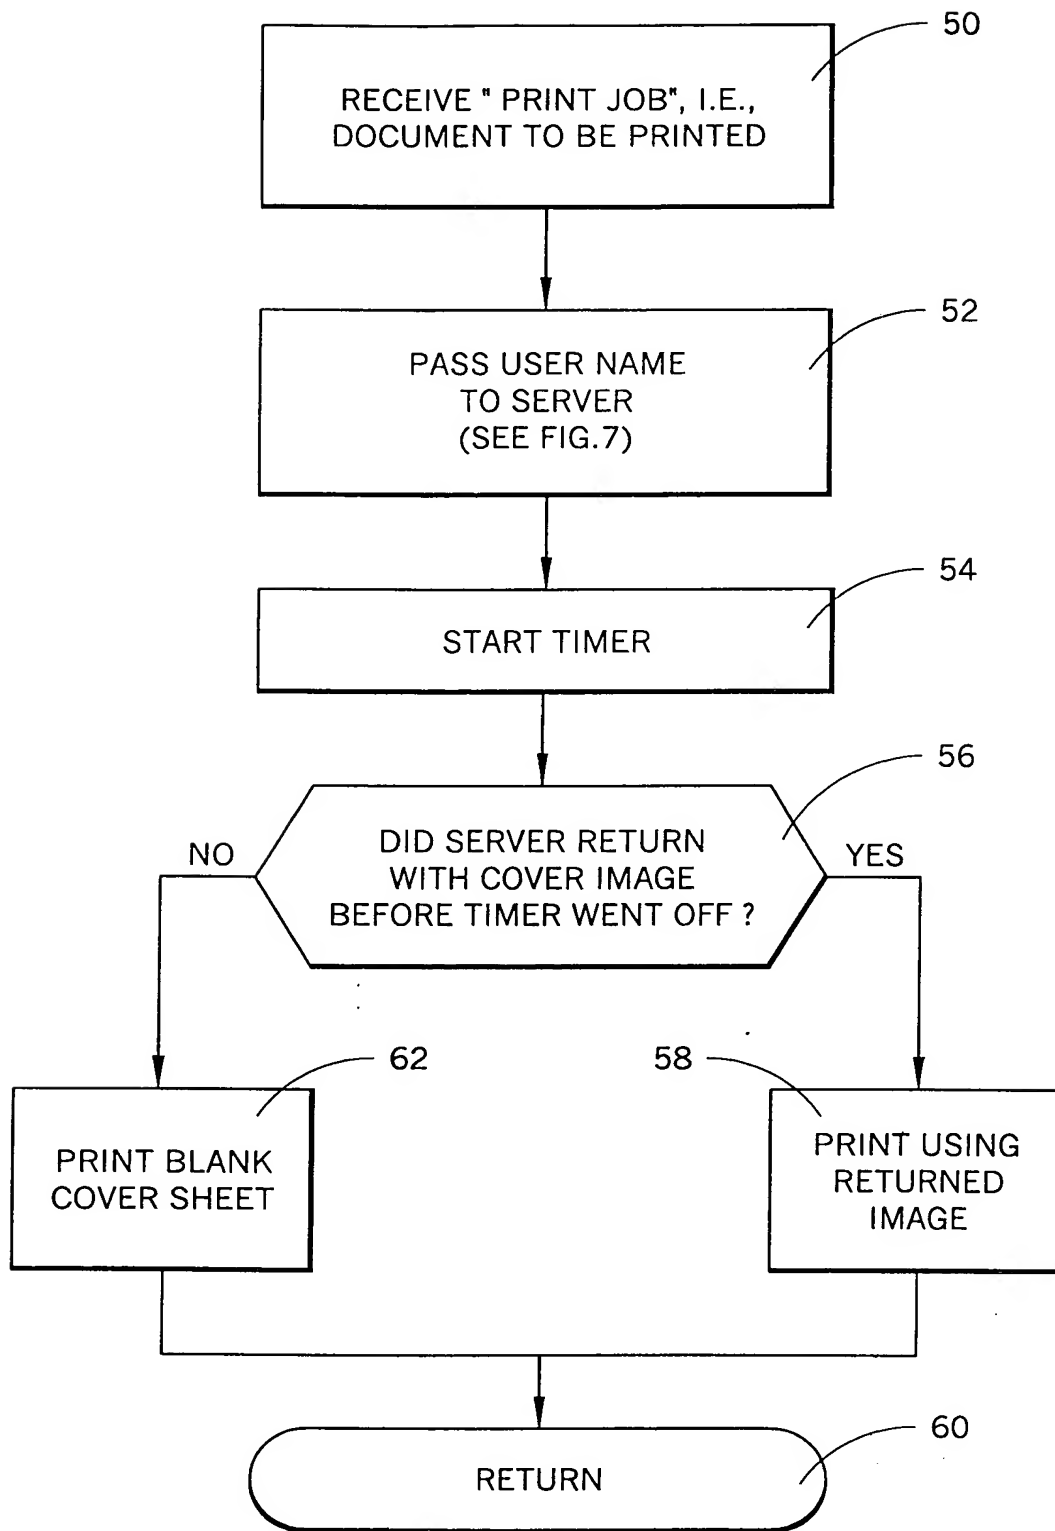 50
RECEIVE " PRINT JOB", I.E.,
DOCUMENT TO BE PRINTED
52
PASS USER NAME
TO SERVER
(SEE FIG.7)
54
START TIMER
56
DID SERVER RETURN
WITH COVER IMAGE
BEFORE TIMER WENT OFF ?
NO
YES
62
58
PRINT BLANK
COVER SHEET
PRINT USING
RETURNED
IMAGE
60
RETURN